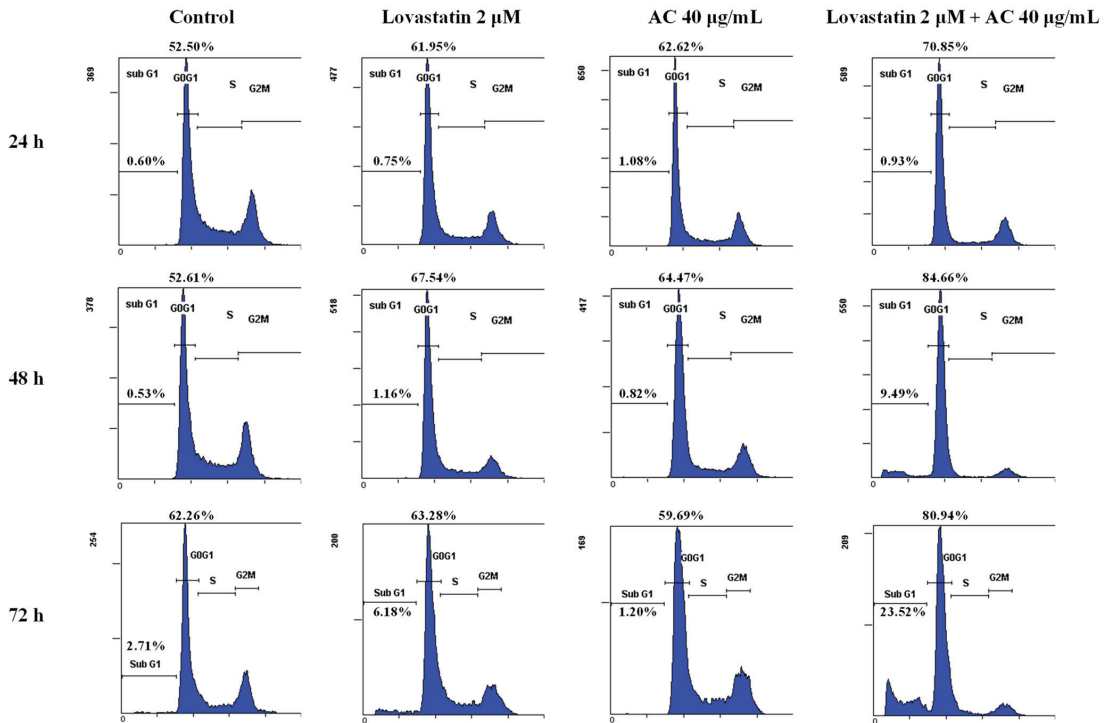 Control Lovastatin 2 μM AC 40 μg/mL Lovastatin 2 μM + AC 40 μg/mL
24 h
52.50%
369
sub G1 G0G1 S G2M
0.60%
0
61.95%
477
sub G1 G0G1 S G2M
0.75%
0
62.62%
650
sub G1 G0G1 S G2M
1.08%
0
70.85%
589
sub G1 G0G1 S G2M
0.93%
0
48 h
52.61%
378
sub G1 G0G1 S G2M
0.53%
0
67.54%
518
sub G1 G0G1 S G2M
1.16%
0
64.47%
417
sub G1 G0G1 S G2M
0.82%
0
84.66%
550
sub G1 G0G1 S G2M
9.49%
0
72 h
62.26%
254
G0G1
S G2M
2.71%
Sub G1
0
63.28%
200
G0G1
Sub G1 S G2M
6.18%
0
59.69%
169
G0G1
Sub G1 S G2M
1.20%
0
80.94%
209
G0G1
Sub G1 S G2M
23.52%
0